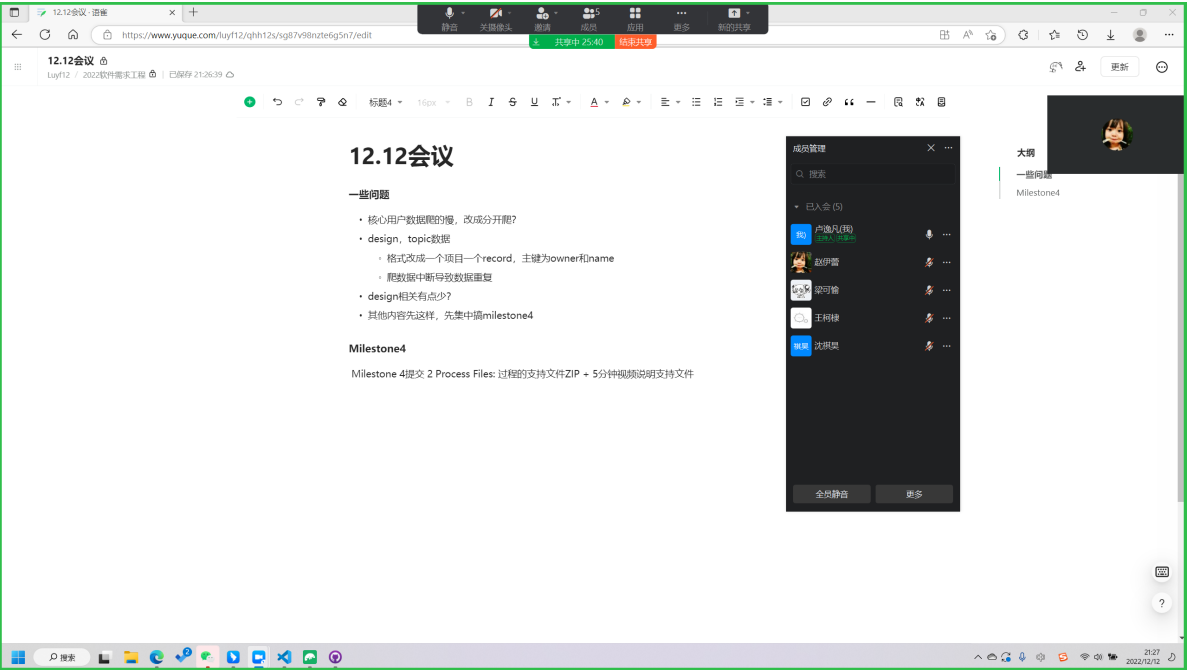 12.12会议 · 语雀
静音
关摄像头
邀请
成员
5
应用
更多
新的共享
共享中 25:40
结束共享
https://www.yuque.com/luyf12/qhh12s/sg87v98nzte6g5n7/edit
12.12会议
Luyf12 / 2022软件需求工程
已保存 21:26:39
更新
标题4
16px
B I S U
A
12.12会议
一些问题
• 核心用户数据爬的慢，改成分开爬?
• design，topic数据
◦ 格式改成一个项目一个record，主键为owner和name
◦ 爬数据中断导致数据重复
• design相关有点少?
• 其他内容先这样，先集中搞milestone4
Milestone4
Milestone 4提交 2 Process Files: 过程的支持文件ZIP + 5分钟视频说明支持文件
成员管理
搜索
已入会 (5)
我)
卢逸凡(我)
主持人 共享中
赵伊蕾
梁可愉
王柯棣
祺昊
沈祺昊
全员静音
更多
大纲
一些问题
Milestone4
?
搜索
2
21:27
2022/12/12